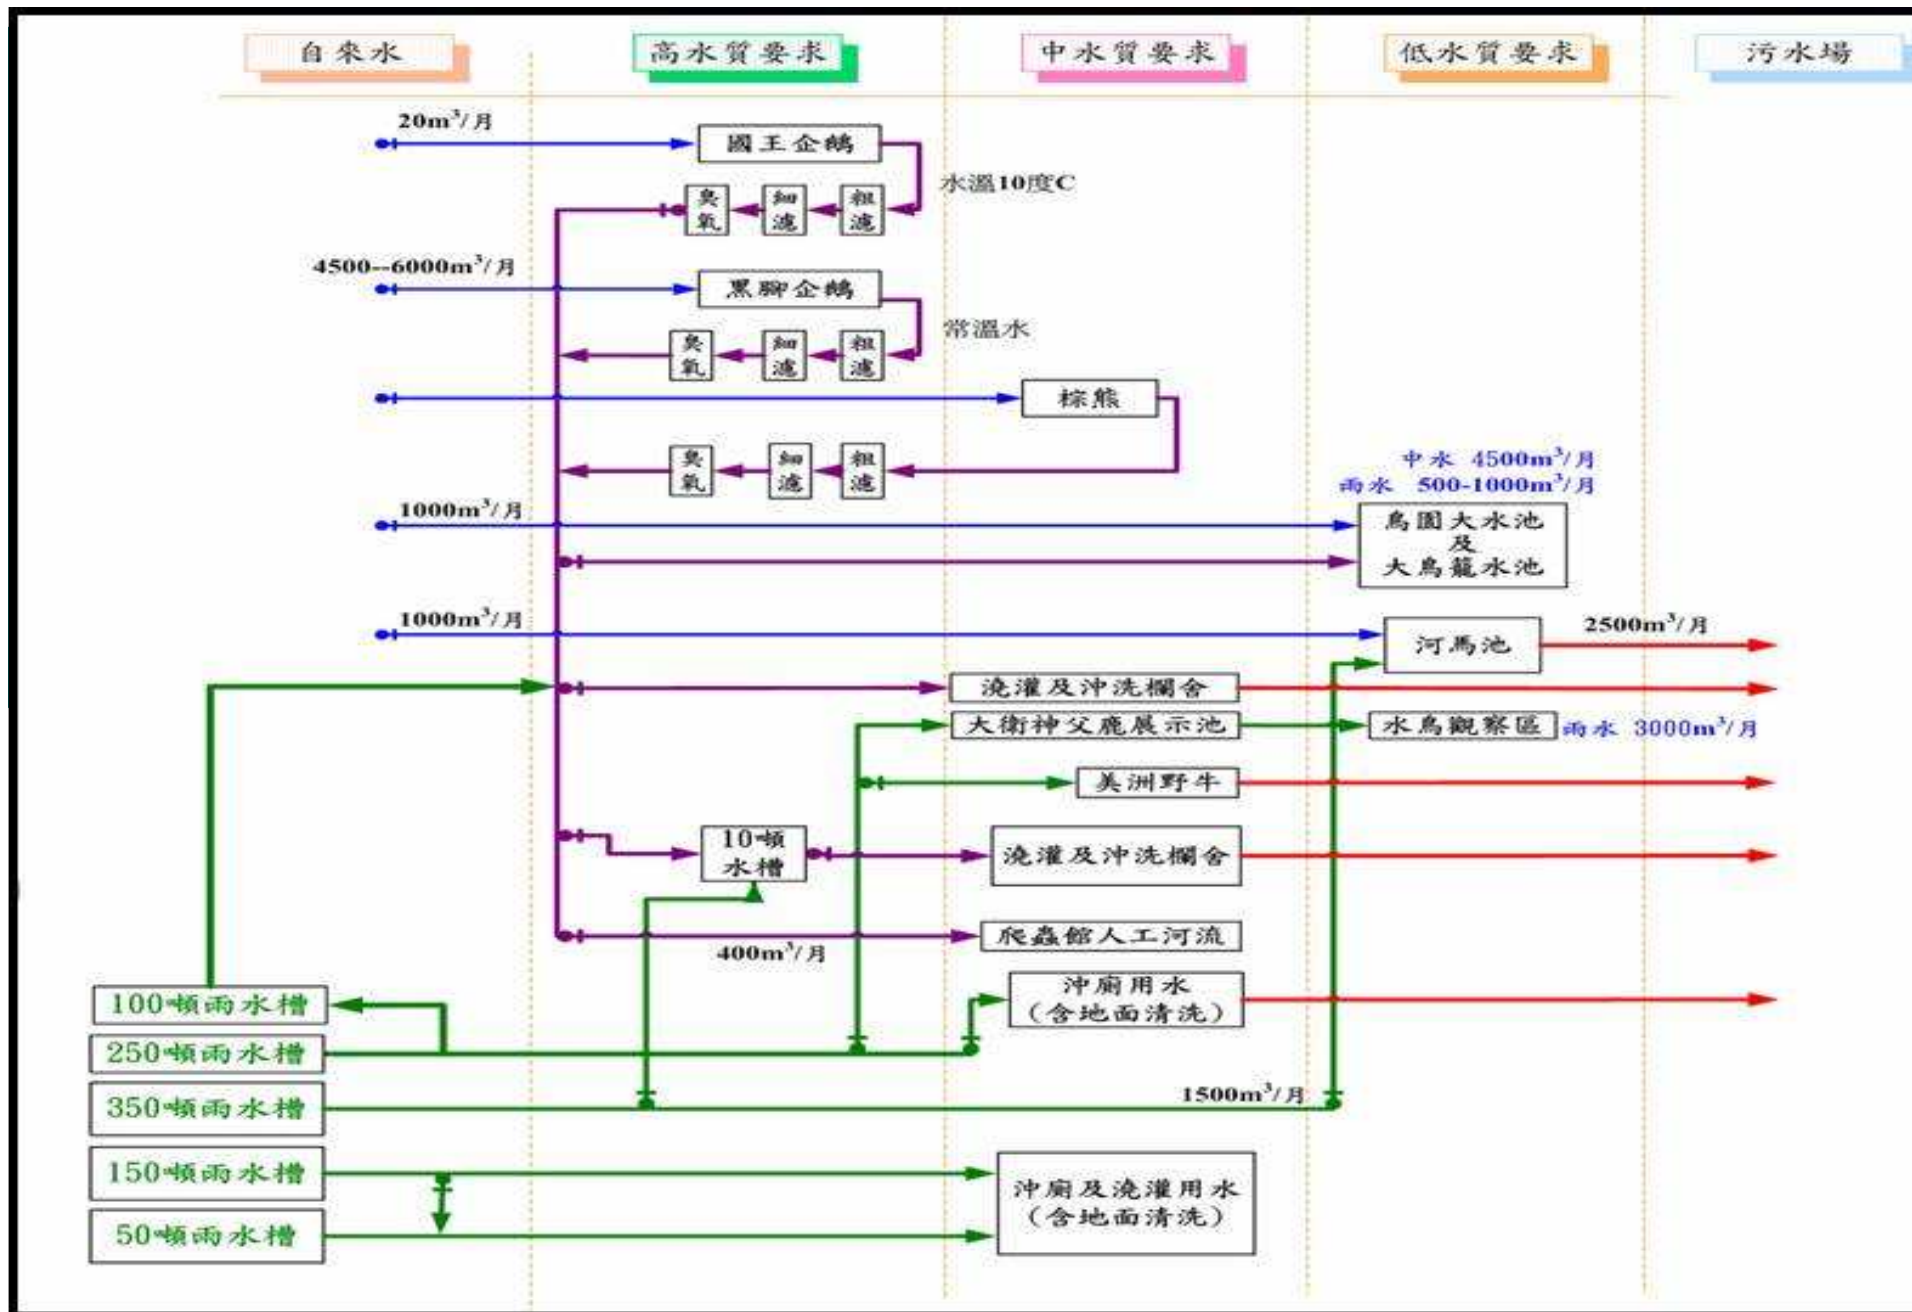 自來水
高水質要求
中水質要求
低水質要求
污水場
20m³/月
國王企鵝
水溫10度C
臭氧
細濾
粗濾
4500--6000m³/月
黑腳企鵝
常溫水
臭氧
細濾
粗濾
棕熊
臭氧
細濾
粗濾
中水 4500m³/月
雨水 500-1000m³/月
1000m³/月
鳥園大水池
及
大鳥籠水池
1000m³/月
河馬池
2500m³/月
澆灌及沖洗欄舍
大衛神父鹿展示池
水鳥觀察區
雨水 3000m³/月
美洲野牛
10噸
水槽
澆灌及沖洗欄舍
400m³/月
爬蟲館人工河流
沖廁用水
(含地面清洗)
100噸雨水槽
250噸雨水槽
350噸雨水槽
1500m³/月
150噸雨水槽
50噸雨水槽
沖廁及澆灌用水
(含地面清洗)